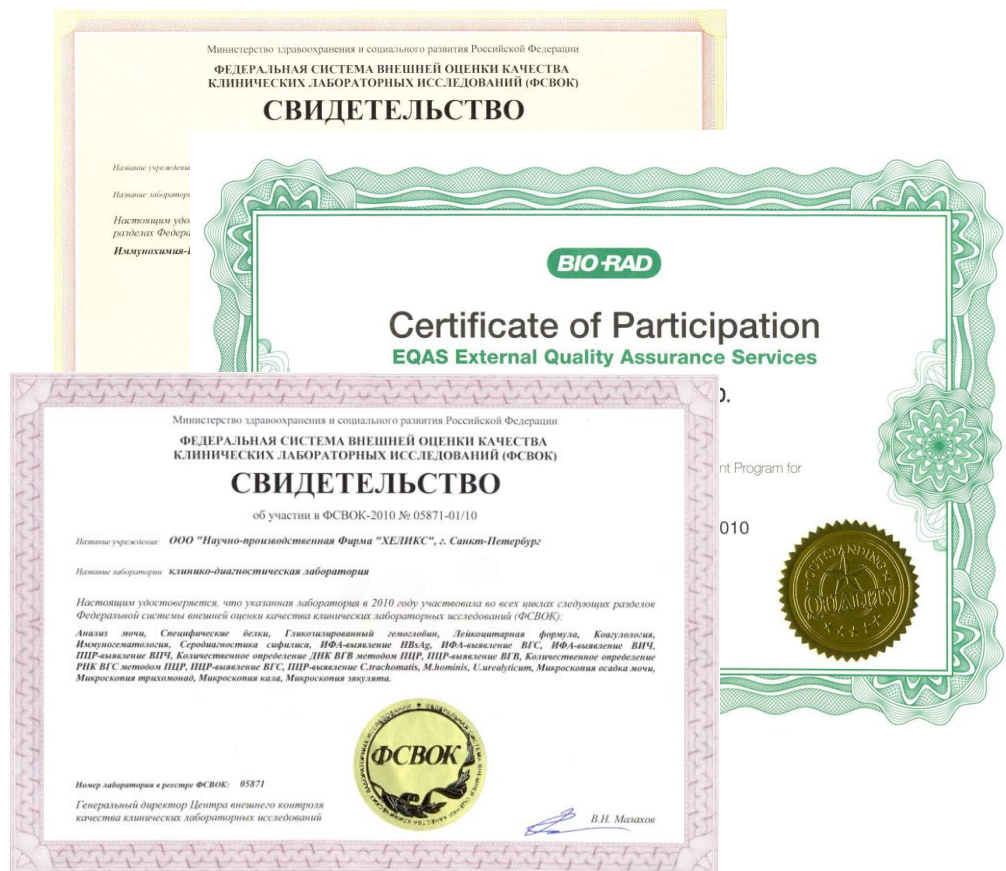 Министерство здравоохранения и социального развития Российской Федерации
ФЕДЕРАЛЬНАЯ СИСТЕМА ВНЕШНЕЙ ОЦЕНКИ КАЧЕСТВА
КЛИНИЧЕСКИХ ЛАБОРАТОРНЫХ ИССЛЕДОВАНИЙ (ФСВОК)
СВИДЕТЕЛЬСТВО
Название
Название
Настоящим
разделах
BIO-RAD
Certificate of Participation
EQAS External Quality Assurance Services
Program for
010
OUTSTANDING
QUALITY
Министерство здравоохранения и социального развития Российской Федерации
ФЕДЕРАЛЬНАЯ СИСТЕМА ВНЕШНЕЙ ОЦЕНКИ КАЧЕСТВА
КЛИНИЧЕСКИХ ЛАБОРАТОРНЫХ ИССЛЕДОВАНИЙ (ФСВОК)
СВИДЕТЕЛЬСТВО
об участии в ФСВОК-2010 № 05871-01/10
Название учреждения: ООО "Научно-производственная Фирма "ХЕЛИКС", г. Санкт-Петербург
Название лаборатории: клинико-диагностическая лаборатория
Настоящим удостоверяется, что указанная лаборатория в 2010 году участвовала во всех циклах следующих разделов
Федеральной системы внешней оценки качества клинических лабораторных исследований (ФСВОК):
Анализ мочи, Специфические белки, Гликозилированный гемоглобин, Лейкоцитарная формула, Коагулология,
Иммуногематология, Серодиагностика сифилиса, ИФА-выявление HBsAg, ИФА-выявление ВГС, ИФА-выявление ВИЧ,
ПЦР-выявление ВПЧ, Количественное определение ДНК ВГВ методом ПЦР, ПЦР-выявление ВГВ, Количественное определение
РНК ВГС методом ПЦР, ПЦР-выявление ВГС, ПЦР-выявление C.trachomatis, M.hominis, U.urealyticum, Микроскопия осадка мочи,
Микроскопия трихомонад, Микроскопия кала, Микроскопия эякулята.
ФСВОК
Номер лаборатории в реестре ФСВОК: 05871
Генеральный директор Центра внешнего контроля
качества клинических лабораторных исследований
В.Н. Малахов